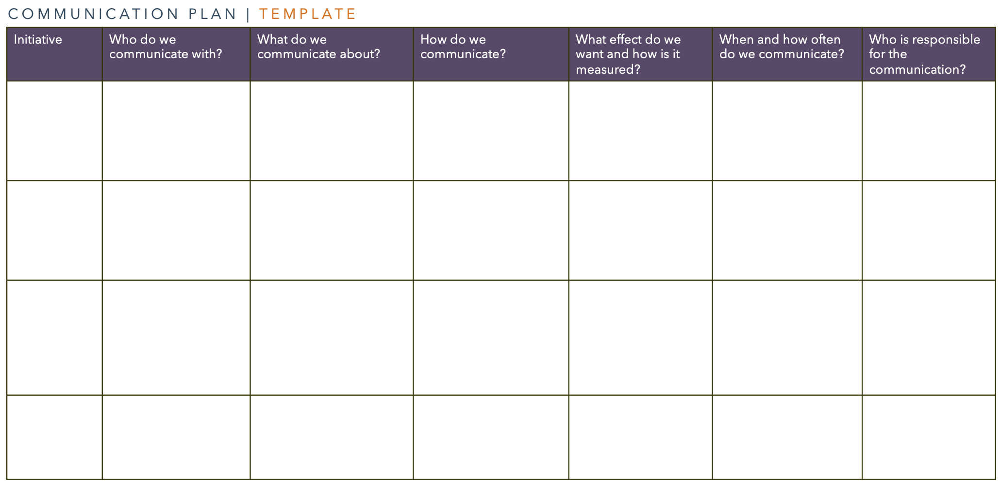 COMMUNICATION PLAN | TEMPLATE
Initiative
Who do we
communicate with?
What do we
communicate about?
How do we
communicate?
What effect do we
want and how is it
measured?
When and how often
do we communicate?
Who is responsible
for the
communication?